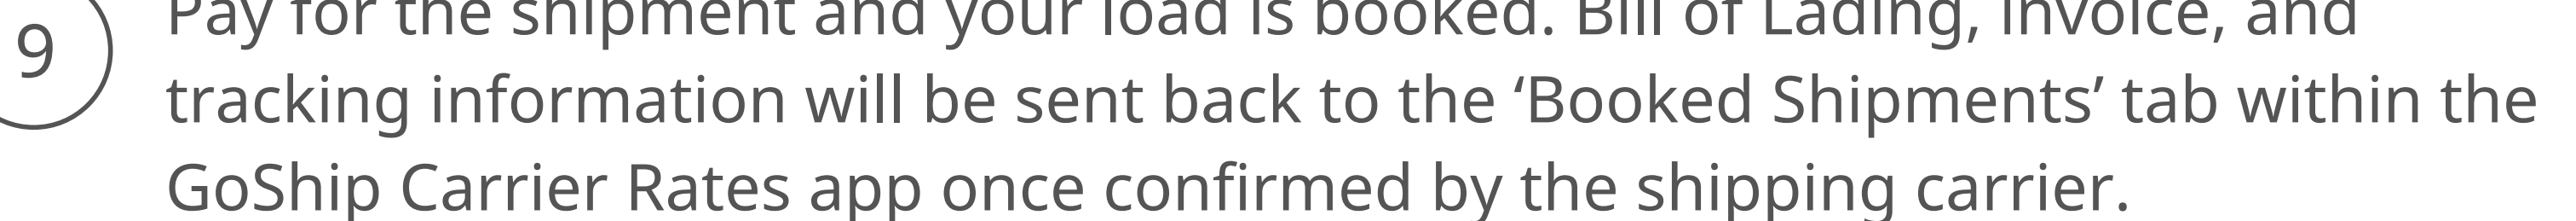 9
Pay for the shipment and your load is booked. Bill of Lading, invoice, and
tracking information will be sent back to the ‘Booked Shipments’ tab within the
GoShip Carrier Rates app once confirmed by the shipping carrier.